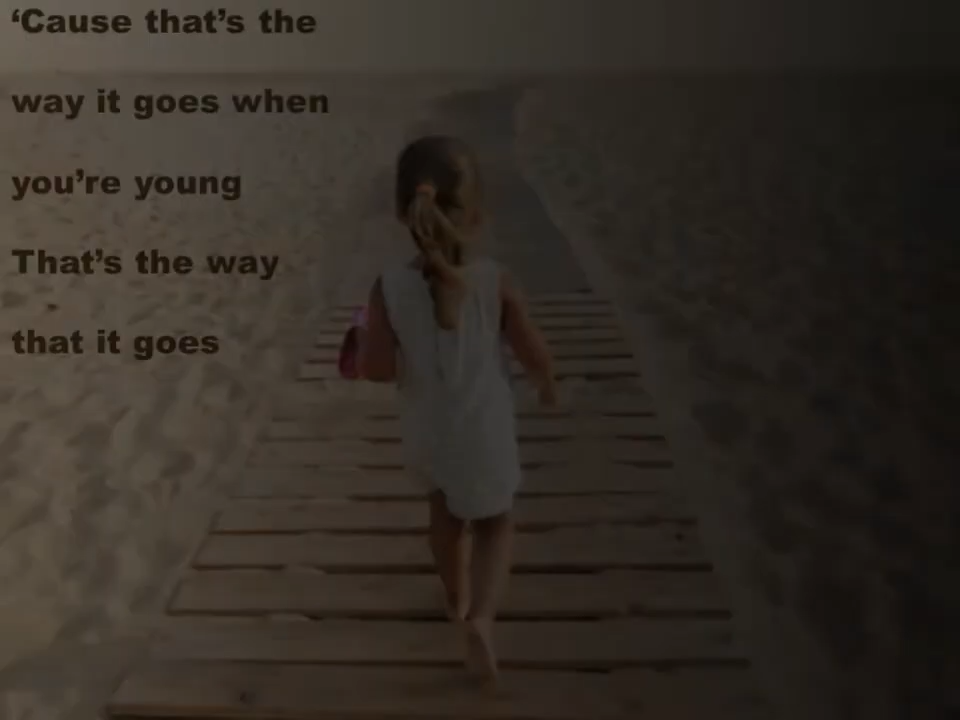 ‘Cause that’s the
way it goes when
you’re young
That’s the way
that it goes